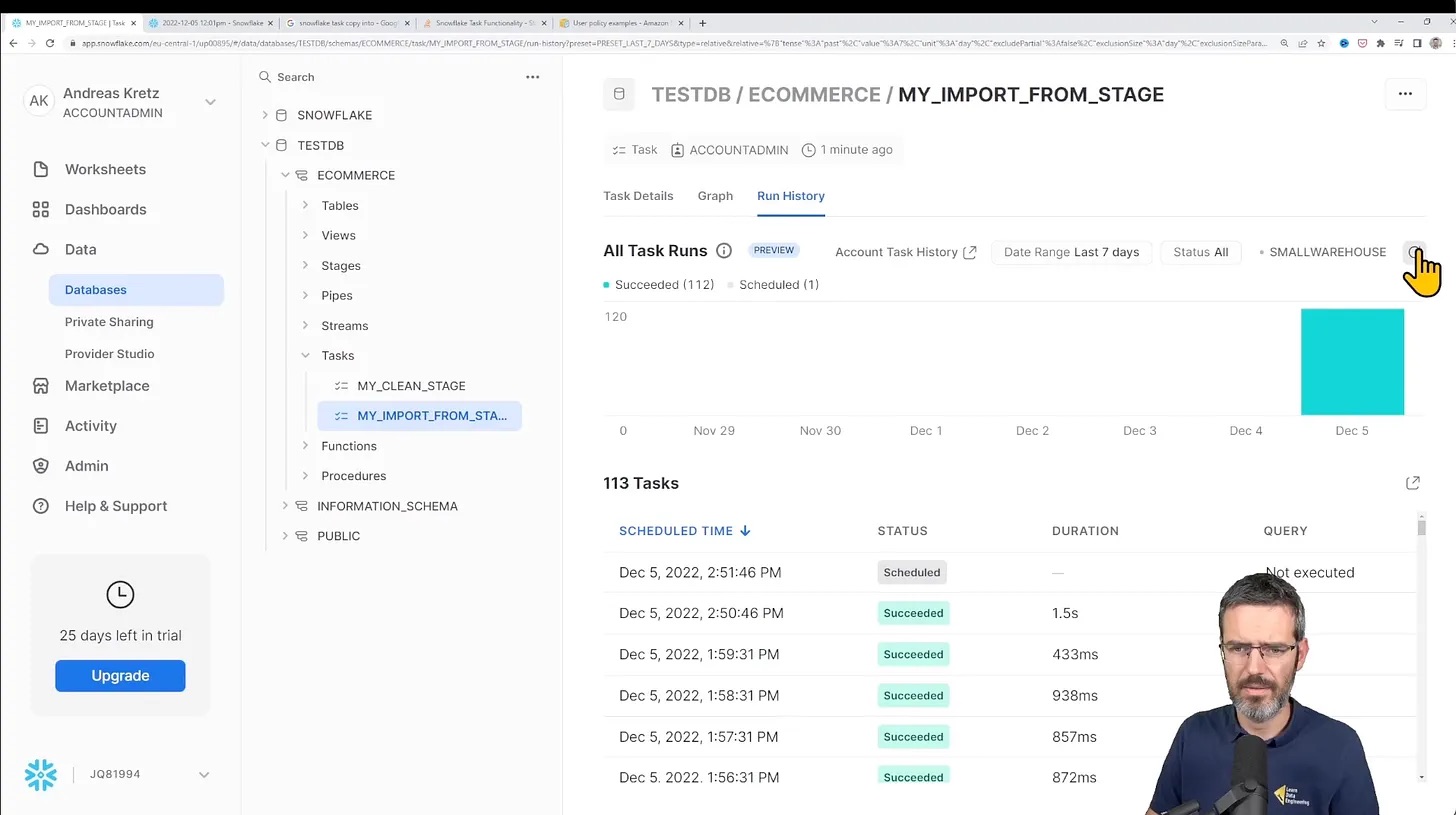 MY_IMPORT_FROM_STAGE | Task
2022-12-05 12:01pm - Snowflake
snowflake task copy into - Goog
Snowflake Task Functionality - St
User policy examples - Amazon
app.snowflake.com/eu-central-1/up00895/#/data/databases/TESTDB/schemas/ECOMMERCE/task/MY_IMPORT_FROM_STAGE/run-history?preset=PRESET_LAST_7_DAYS&type=relative&relative=%7B"tense"%3A"past"%2C"value"%3A7%2C"unit"%3A"day"%2C"excludePartial"%3Afalse%2C"exclusionSize"%3A"day"%2C"exclusionSizePara...
AK
Andreas Kretz
ACCOUNTADMIN
Worksheets
Dashboards
Data
Databases
Private Sharing
Provider Studio
Marketplace
Activity
Admin
Help & Support
25 days left in trial
Upgrade
JQ81994
Search
SNOWFLAKE
TESTDB
ECOMMERCE
Tables
Views
Stages
Pipes
Streams
Tasks
MY_CLEAN_STAGE
MY_IMPORT_FROM_STA...
Functions
Procedures
INFORMATION_SCHEMA
PUBLIC
TESTDB / ECOMMERCE / MY_IMPORT_FROM_STAGE
Task ACCOUNTADMIN 1 minute ago
Task Details Graph Run History
All Task Runs PREVIEW Account Task History Date Range Last 7 days Status All SMALLWAREHOUSE
Succeeded (112) Scheduled (1)
120
0 Nov 29 Nov 30 Dec 1 Dec 2 Dec 3 Dec 4 Dec 5
113 Tasks
SCHEDULED TIME STATUS DURATION QUERY
Dec 5, 2022, 2:51:46 PM Scheduled — Not executed
Dec 5, 2022, 2:50:46 PM Succeeded 1.5s
Dec 5, 2022, 1:59:31 PM Succeeded 433ms
Dec 5, 2022, 1:58:31 PM Succeeded 938ms
Dec 5, 2022, 1:57:31 PM Succeeded 857ms
Dec 5, 2022, 1:56:31 PM Succeeded 872ms
Learn
Data
Engineering